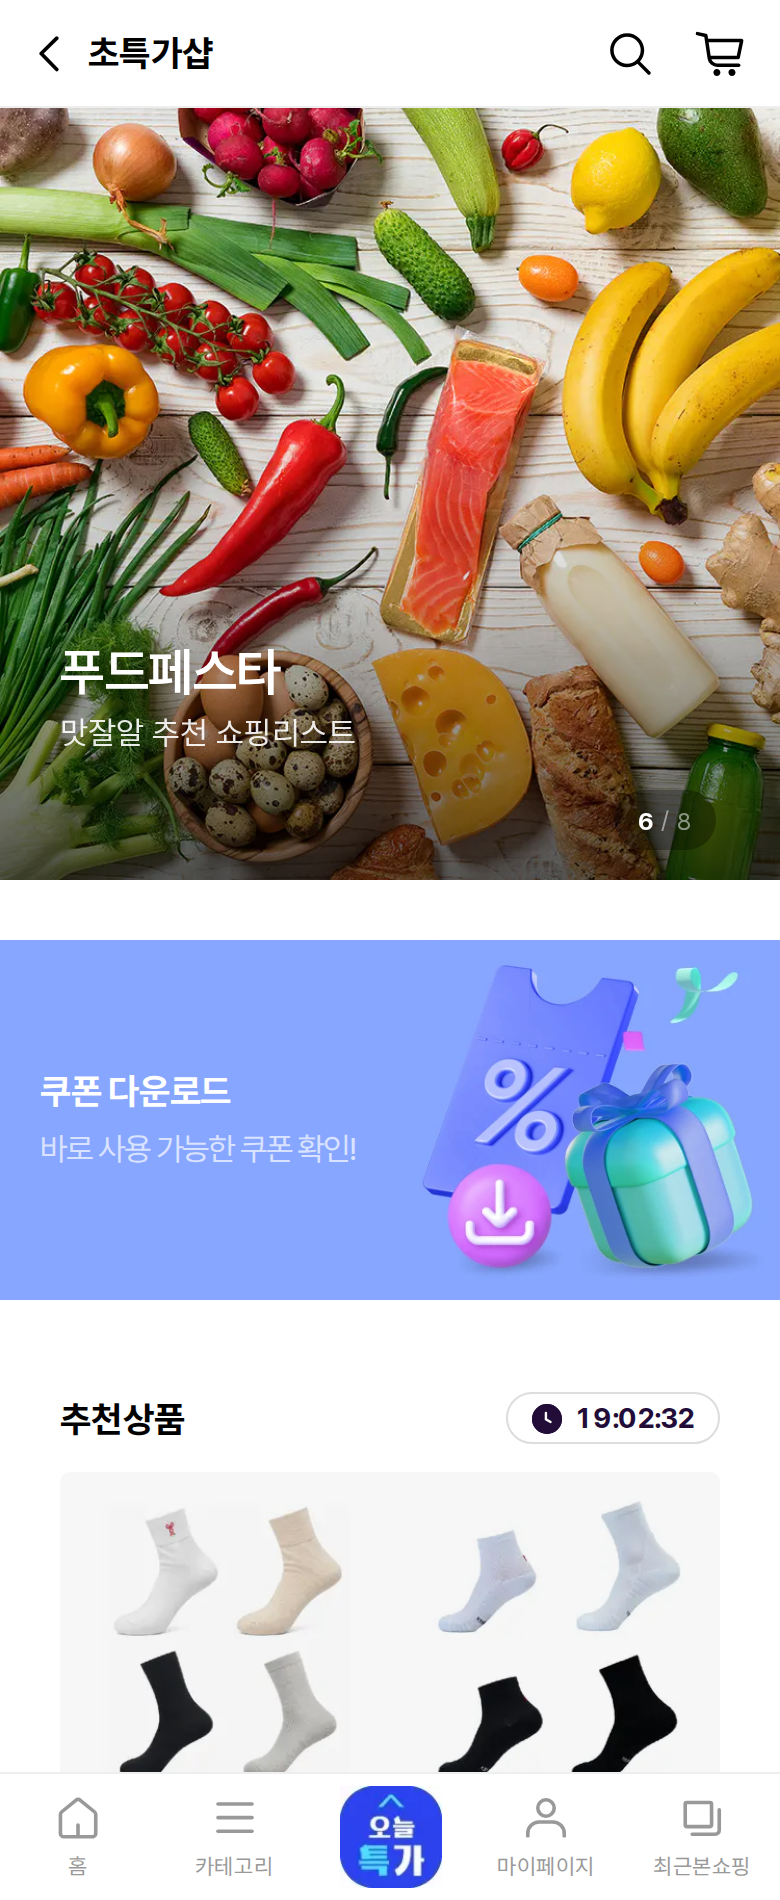 초특가샵
푸드페스타
맛잘알 추천 쇼핑리스트
6 / 8
쿠폰 다운로드
바로 사용 가능한 쿠폰 확인!
%
추천상품
19:02:32
홈
카테고리
오늘
특가
마이페이지
최근본쇼핑